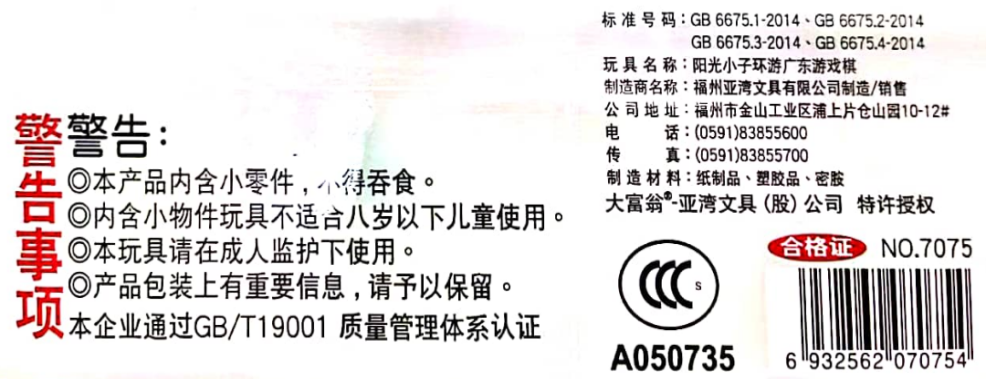 警告事项
警告：
◎本产品内含小零件，不得吞食。
◎内含小物件玩具不适合八岁以下儿童使用。
◎本玩具请在成人监护下使用。
◎产品包装上有重要信息，请予以保留。
本企业通过GB/T19001 质量管理体系认证
标准号码：GB 6675.1-2014、GB 6675.2-2014
GB 6675.3-2014、GB 6675.4-2014
玩具名称：阳光小子环游广东游戏棋
制造商名称：福州亚湾文具有限公司制造/销售
公司地址：福州市金山工业区浦上片仓山园10-12#
电 话：(0591)83855600
传 真：(0591)83855700
制造材料：纸制品、塑胶品、密胺
大富翁®-亚湾文具（股）公司 特许授权
CCC S
A050735
合格证 NO.7075
6 932562 070754